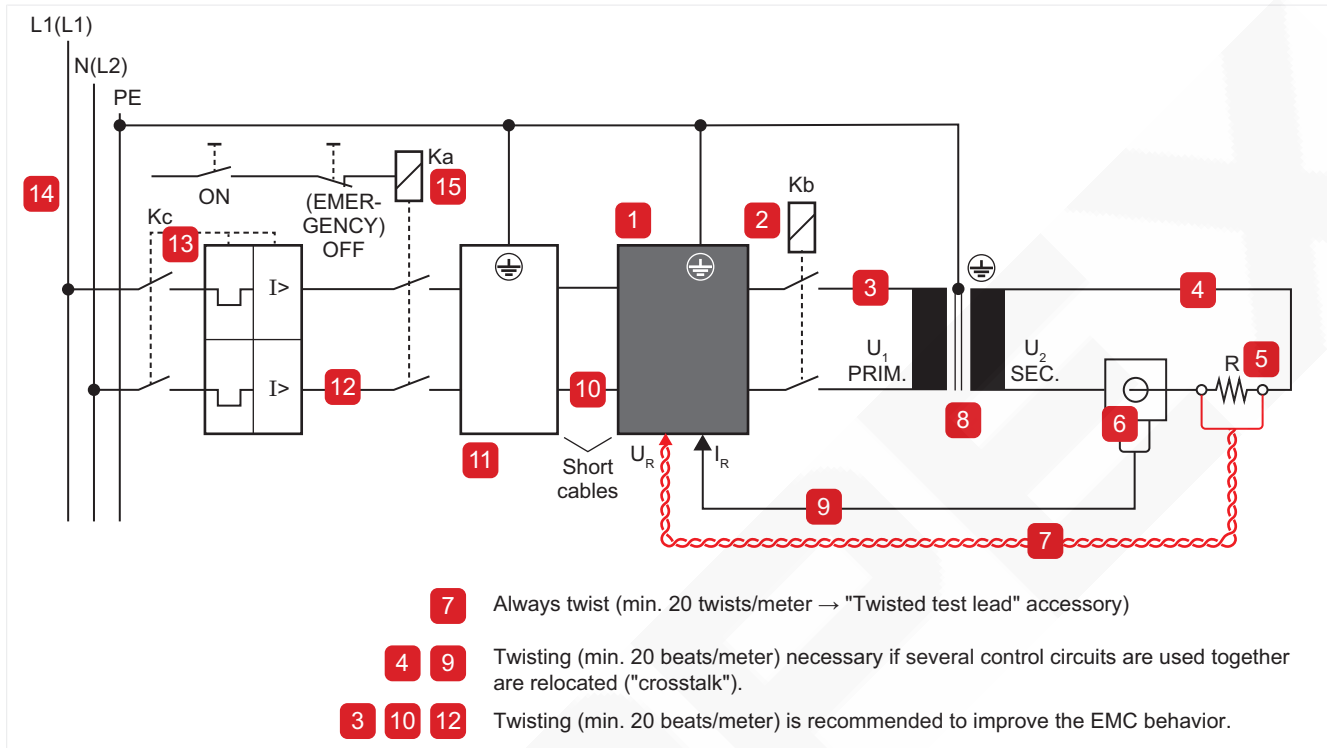 L1(L1)
N(L2)
PE
14
ON
(EMER-
GENCY)
OFF
Ka
15
Kc
13
I>
I>
12
11
10
Short
cables
1
2
Kb
3
U1
PRIM.
U2
SEC.
8
4
R
5
6
UR
IR
9
7
7 Always twist (min. 20 twists/meter → "Twisted test lead" accessory)
4 9 Twisting (min. 20 beats/meter) necessary if several control circuits are used together
are relocated ("crosstalk").
3 10 12 Twisting (min. 20 beats/meter) is recommended to improve the EMC behavior.